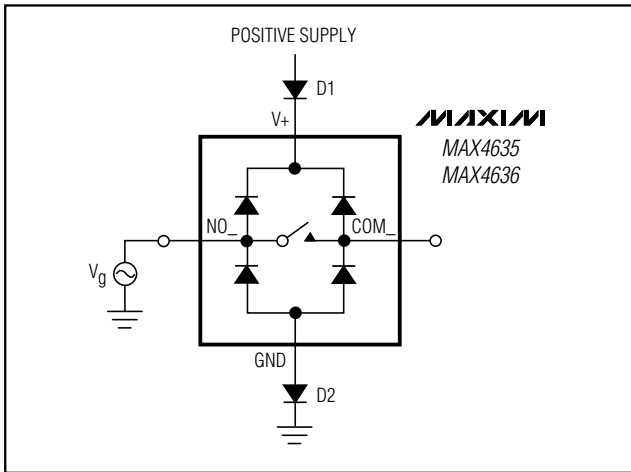 POSITIVE SUPPLY
D1
V+
MAXIM
MAX4635
MAX4636
NO_
COM_
Vg
GND
D2